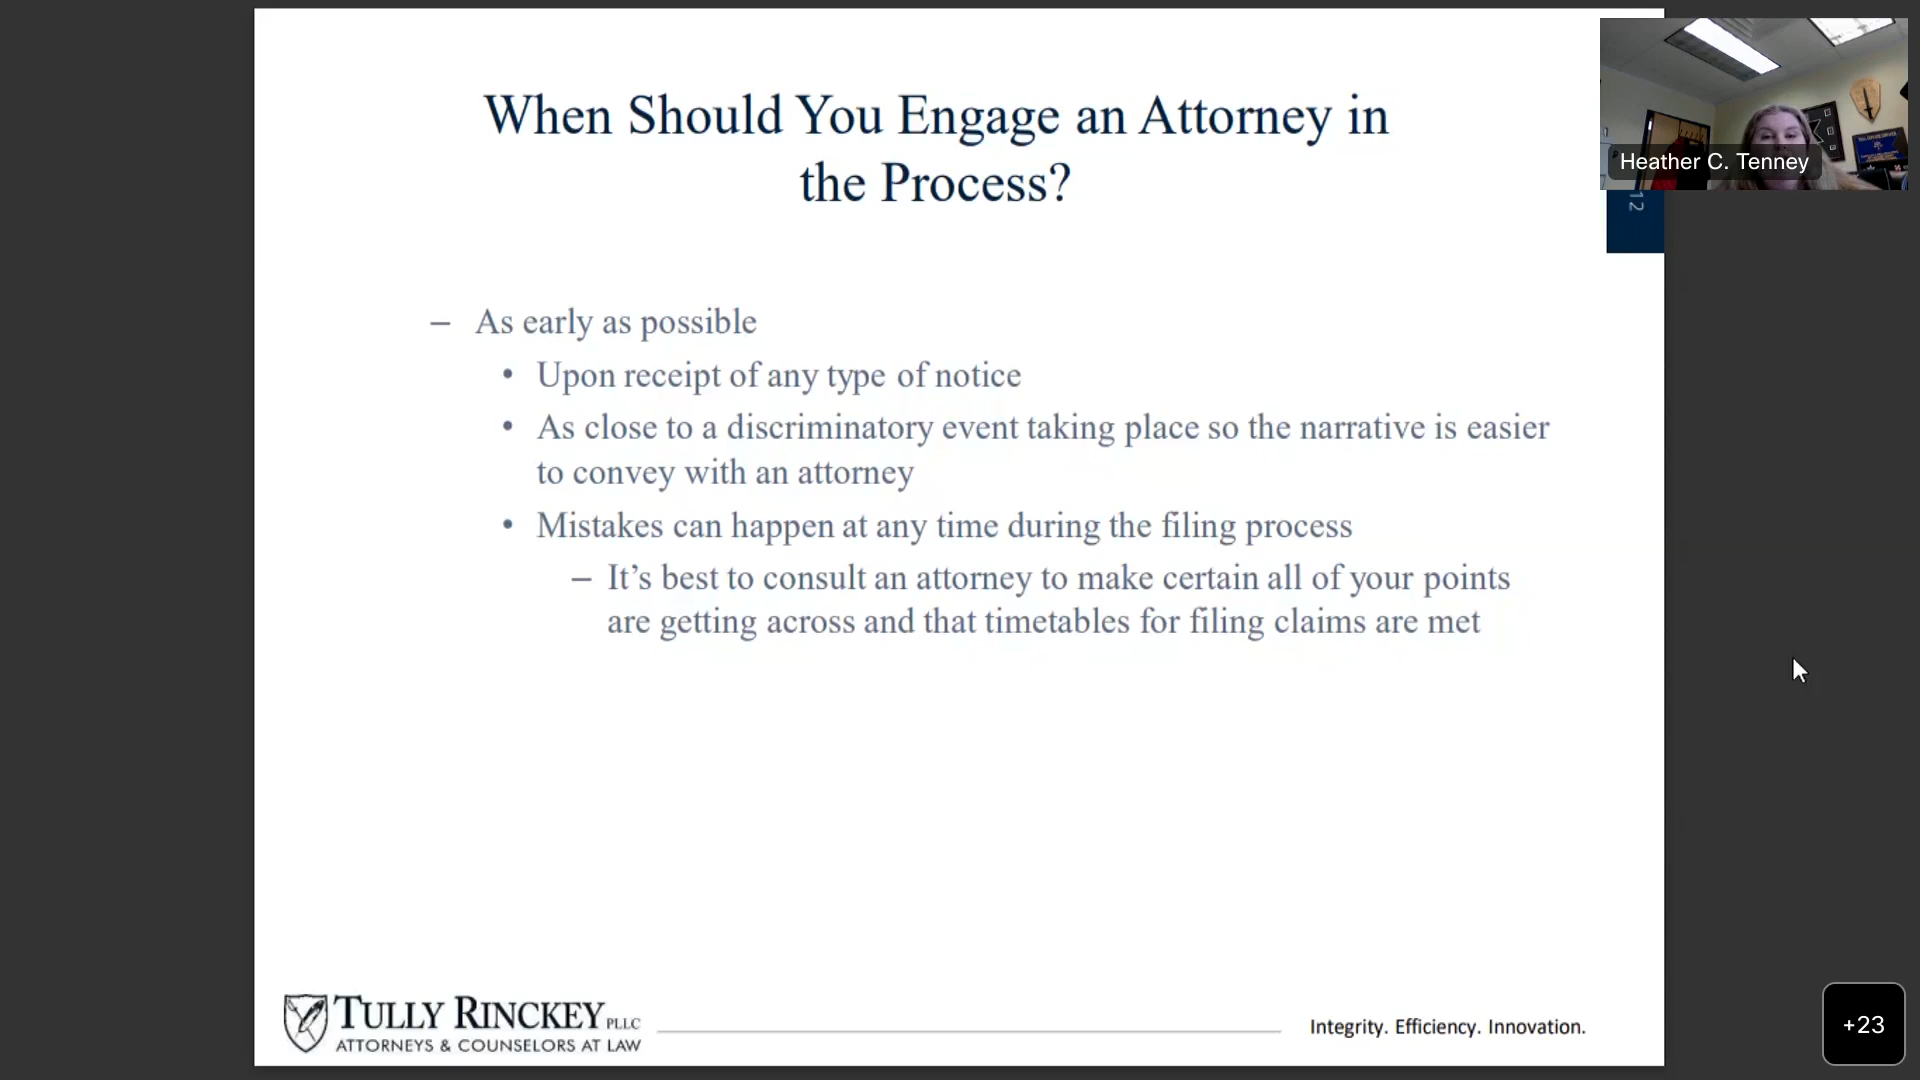 When Should You Engage an Attorney in
the Process?
Heather C. Tenney
12
– As early as possible
• Upon receipt of any type of notice
• As close to a discriminatory event taking place so the narrative is easier
to convey with an attorney
• Mistakes can happen at any time during the filing process
– It’s best to consult an attorney to make certain all of your points
are getting across and that timetables for filing claims are met
TULLY RINCKEY PLLC
ATTORNEYS & COUNSELORS AT LAW
Integrity. Efficiency. Innovation.
+23